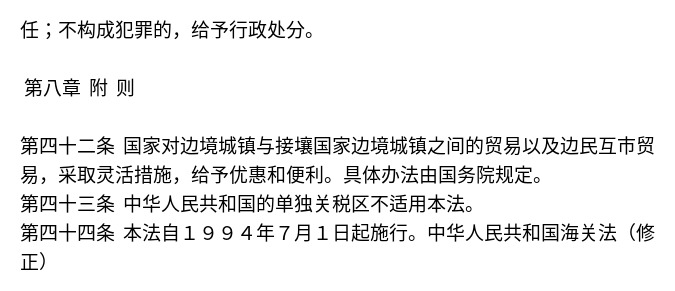 任；不构成犯罪的，给予行政处分。
第八章 附 则
第四十二条 国家对边境城镇与接壤国家边境城镇之间的贸易以及边民互市贸
易，采取灵活措施，给予优惠和便利。具体办法由国务院规定。
第四十三条 中华人民共和国的单独关税区不适用本法。
第四十四条 本法自１９９４年７月１日起施行。中华人民共和国海关法（修
正）